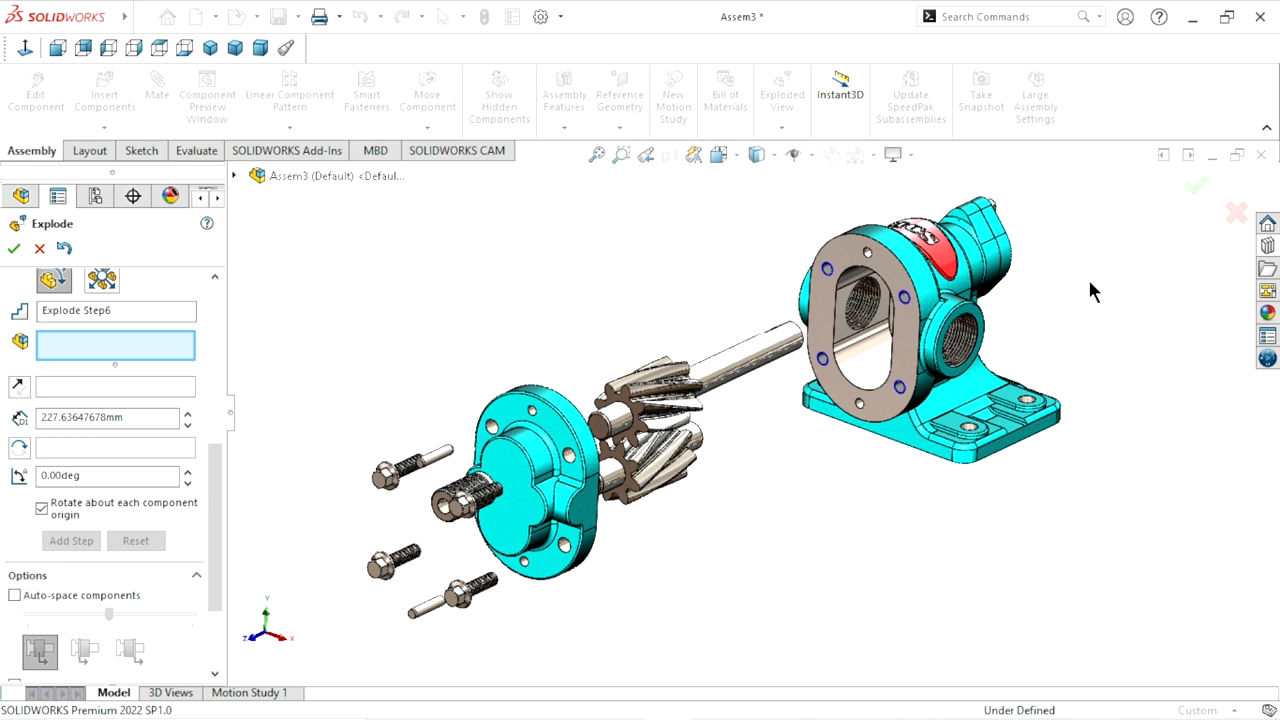 SOLIDWORKS
Assem3 *
Search Commands
Edit Component
Insert Components
Mate
Component Preview Window
Linear Component Pattern
Smart Fasteners
Move Component
Show Hidden Components
Assembly Features
Reference Geometry
New Motion Study
Bill of Materials
Exploded View
Instant3D
Update SpeedPak Subassemblies
Take Snapshot
Large Assembly Settings
Assembly
Layout
Sketch
Evaluate
SOLIDWORKS Add-Ins
MBD
SOLIDWORKS CAM
Assem3 (Default) <Defaul...
Explode
Explode Step6
227.63647678mm
0.00deg
Rotate about each component
origin
Add Step
Reset
Options
Auto-space components
Y
Z
X
Model
3D Views
Motion Study 1
SOLIDWORKS Premium 2022 SP1.0
Under Defined
Custom